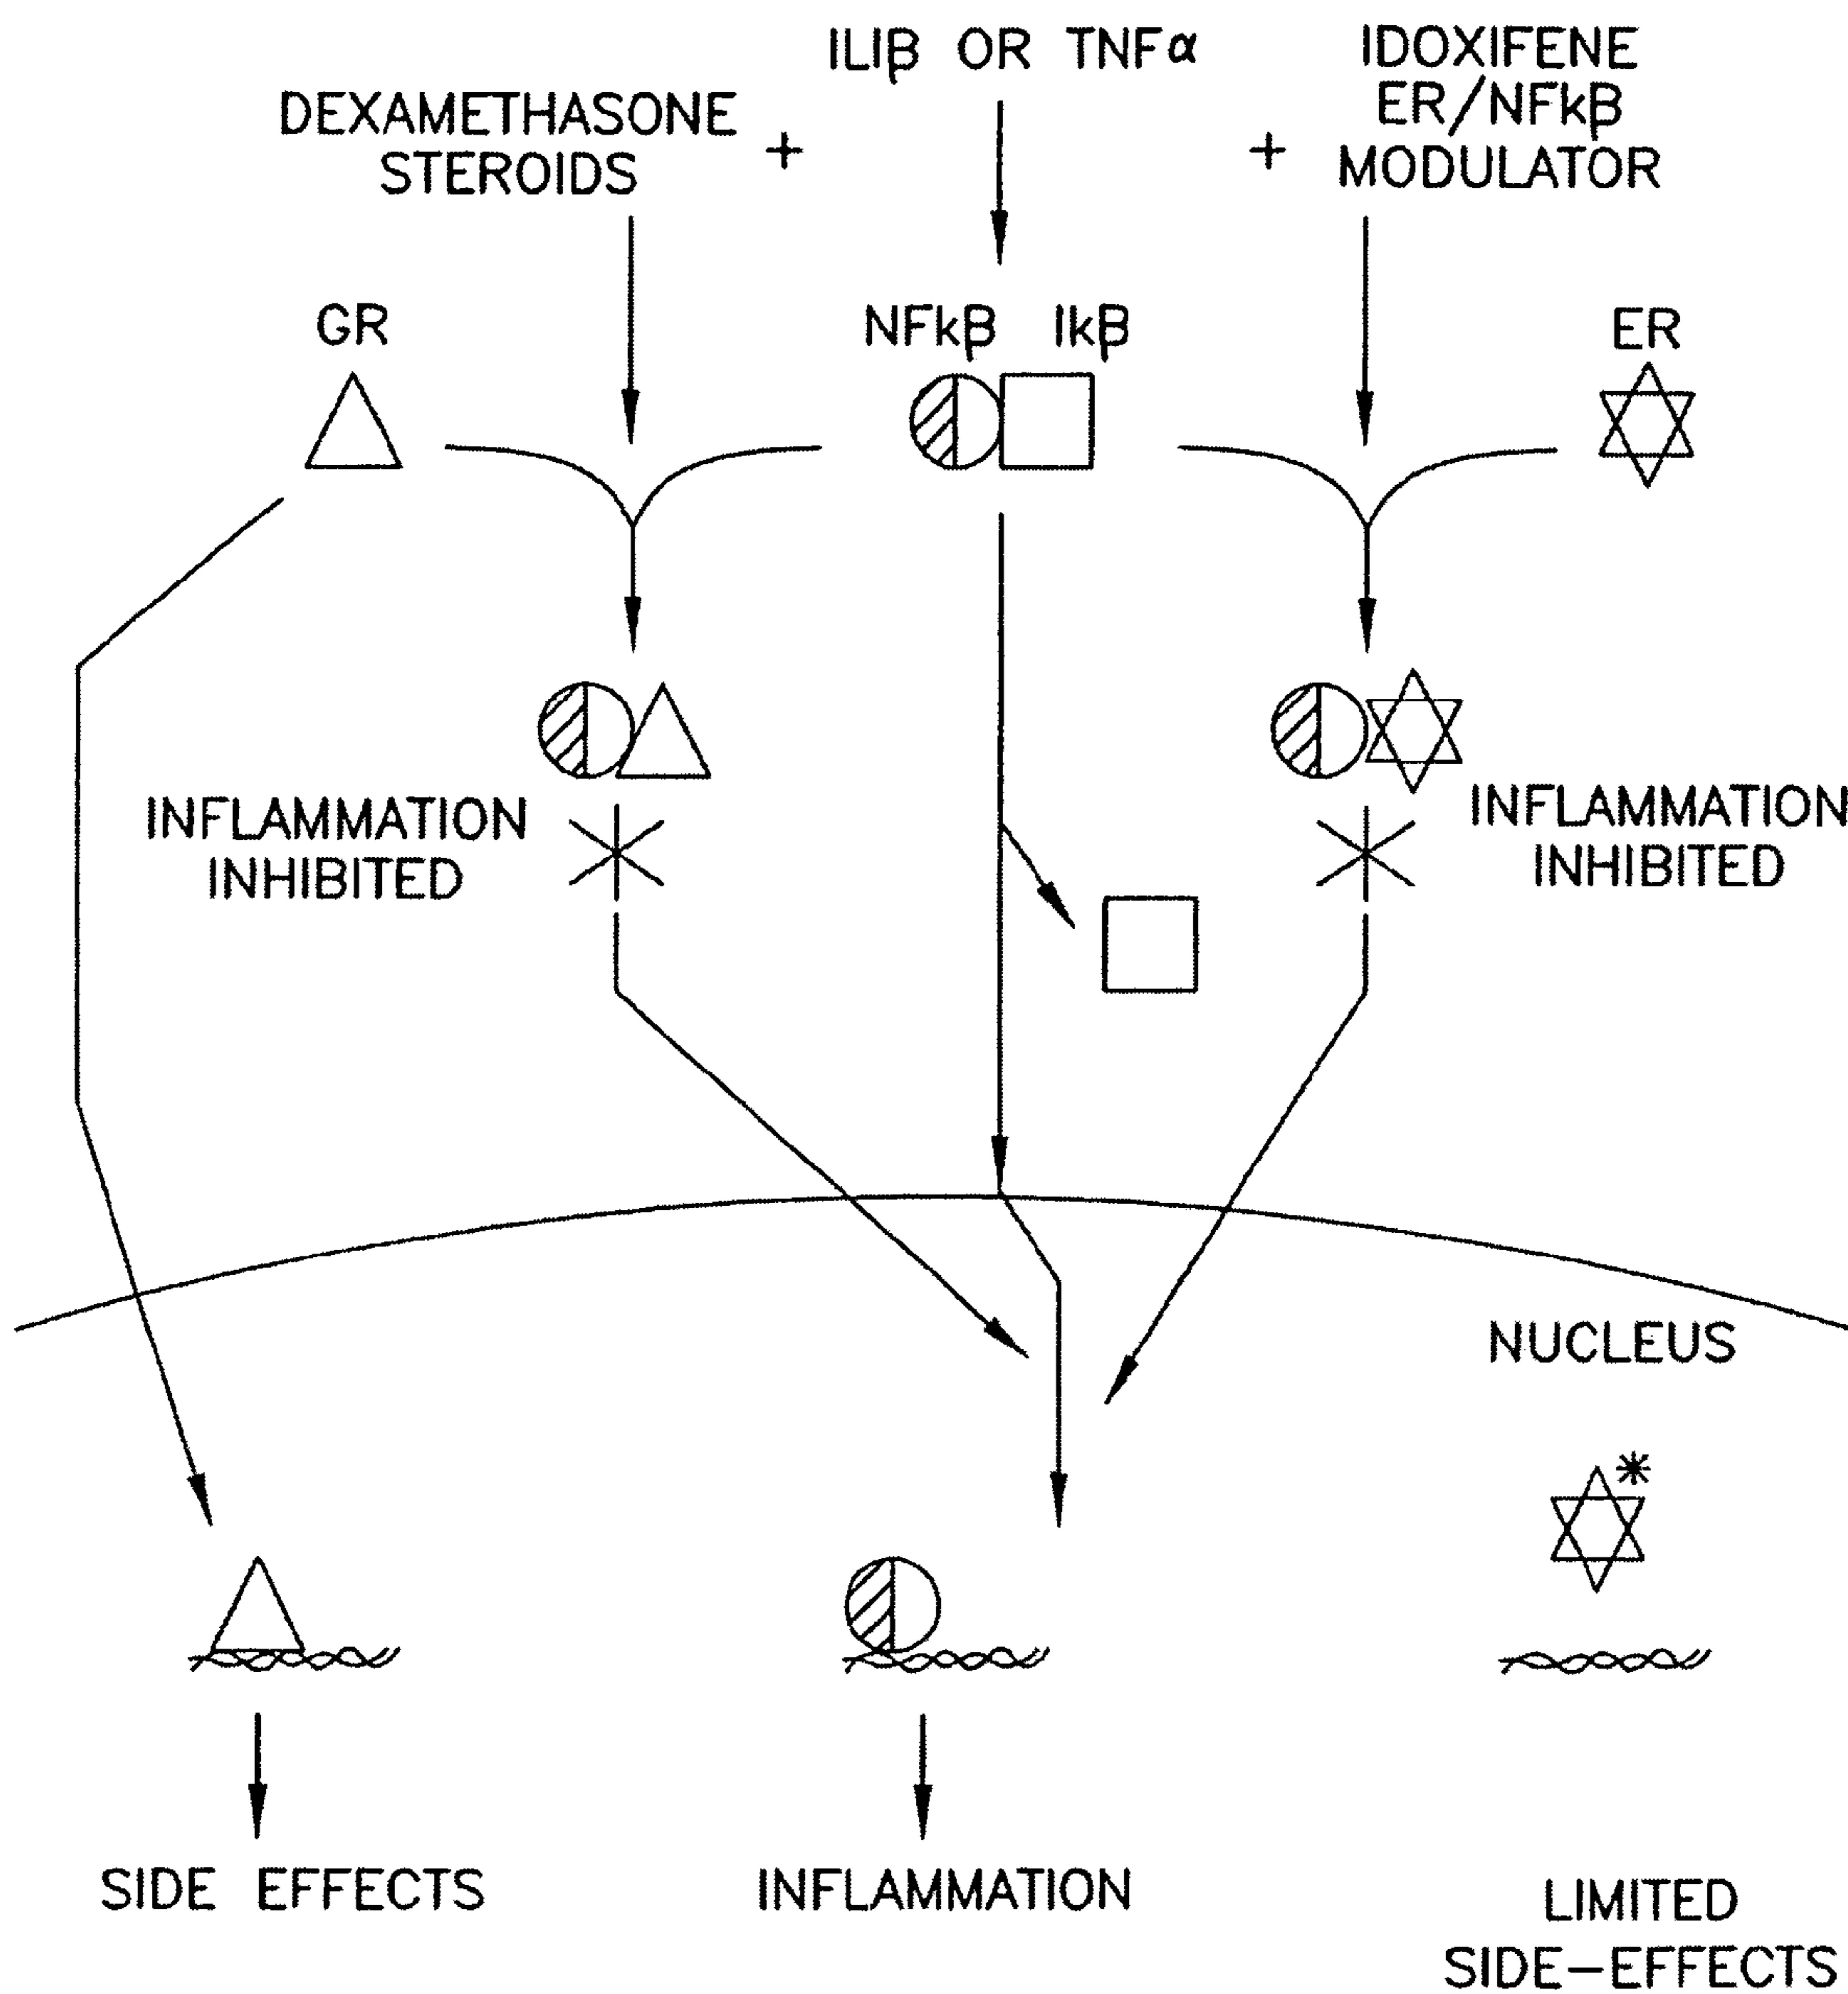 ILIβ OR TNFα
IDOXIFENE
ER/NFkβ
MODULATOR
DEXAMETHASONE
STEROIDS
+
+
GR
NFkβ Ikβ
ER
INFLAMMATION
INHIBITED
INFLAMMATION
INHIBITED
NUCLEUS
*
SIDE EFFECTS
INFLAMMATION
LIMITED
SIDE-EFFECTS